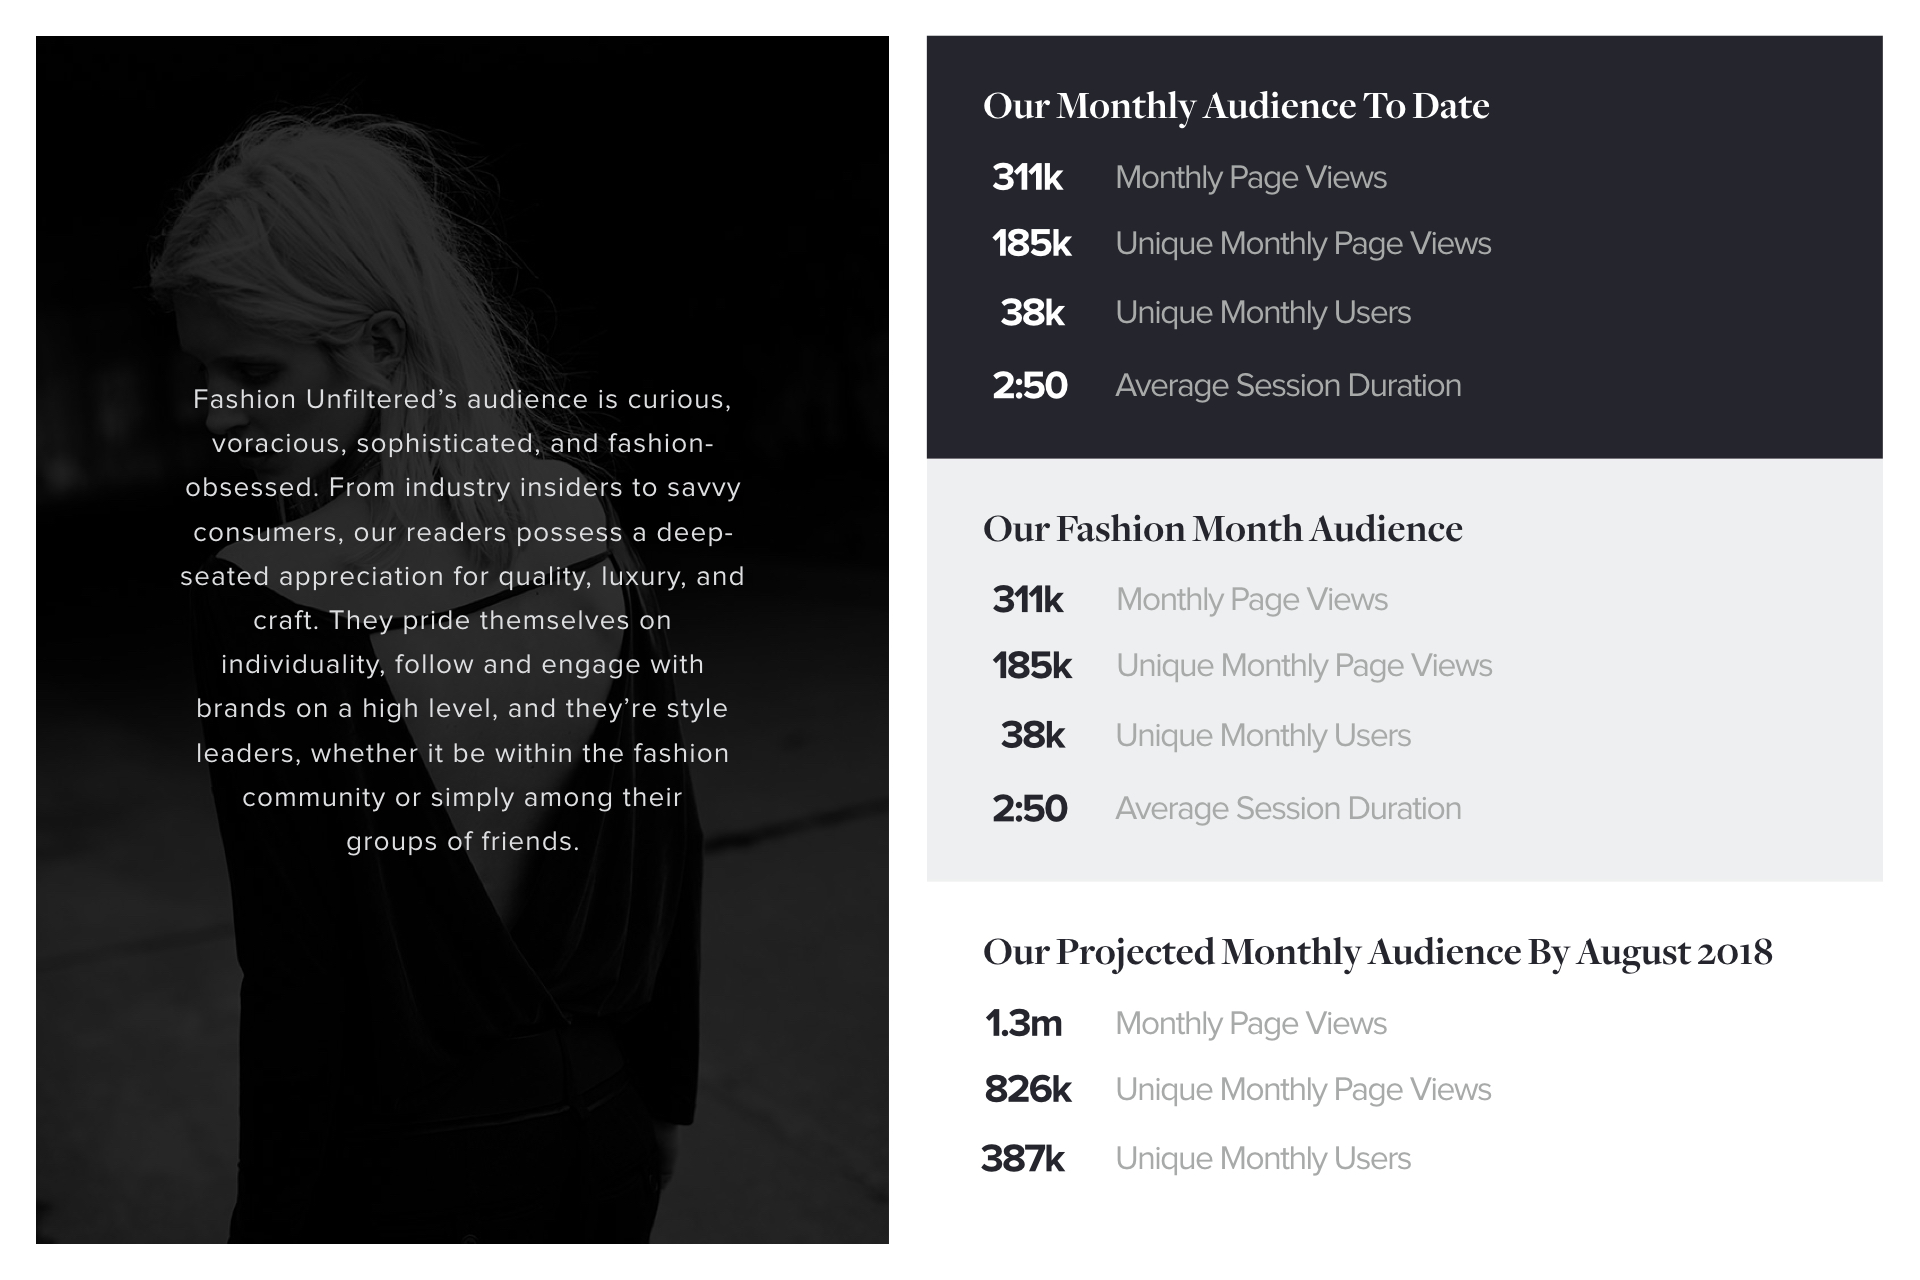 Fashion Unfiltered’s audience is curious,
voracious, sophisticated, and fashion-
obsessed. From industry insiders to savvy
consumers, our readers possess a deep-
seated appreciation for quality, luxury, and
craft. They pride themselves on
individuality, follow and engage with
brands on a high level, and they’re style
leaders, whether it be within the fashion
community or simply among their
groups of friends.
Our Monthly Audience To Date
311k Monthly Page Views
185k Unique Monthly Page Views
38k Unique Monthly Users
2:50 Average Session Duration
Our Fashion Month Audience
311k Monthly Page Views
185k Unique Monthly Page Views
38k Unique Monthly Users
2:50 Average Session Duration
Our Projected Monthly Audience By August 2018
1.3m Monthly Page Views
826k Unique Monthly Page Views
387k Unique Monthly Users